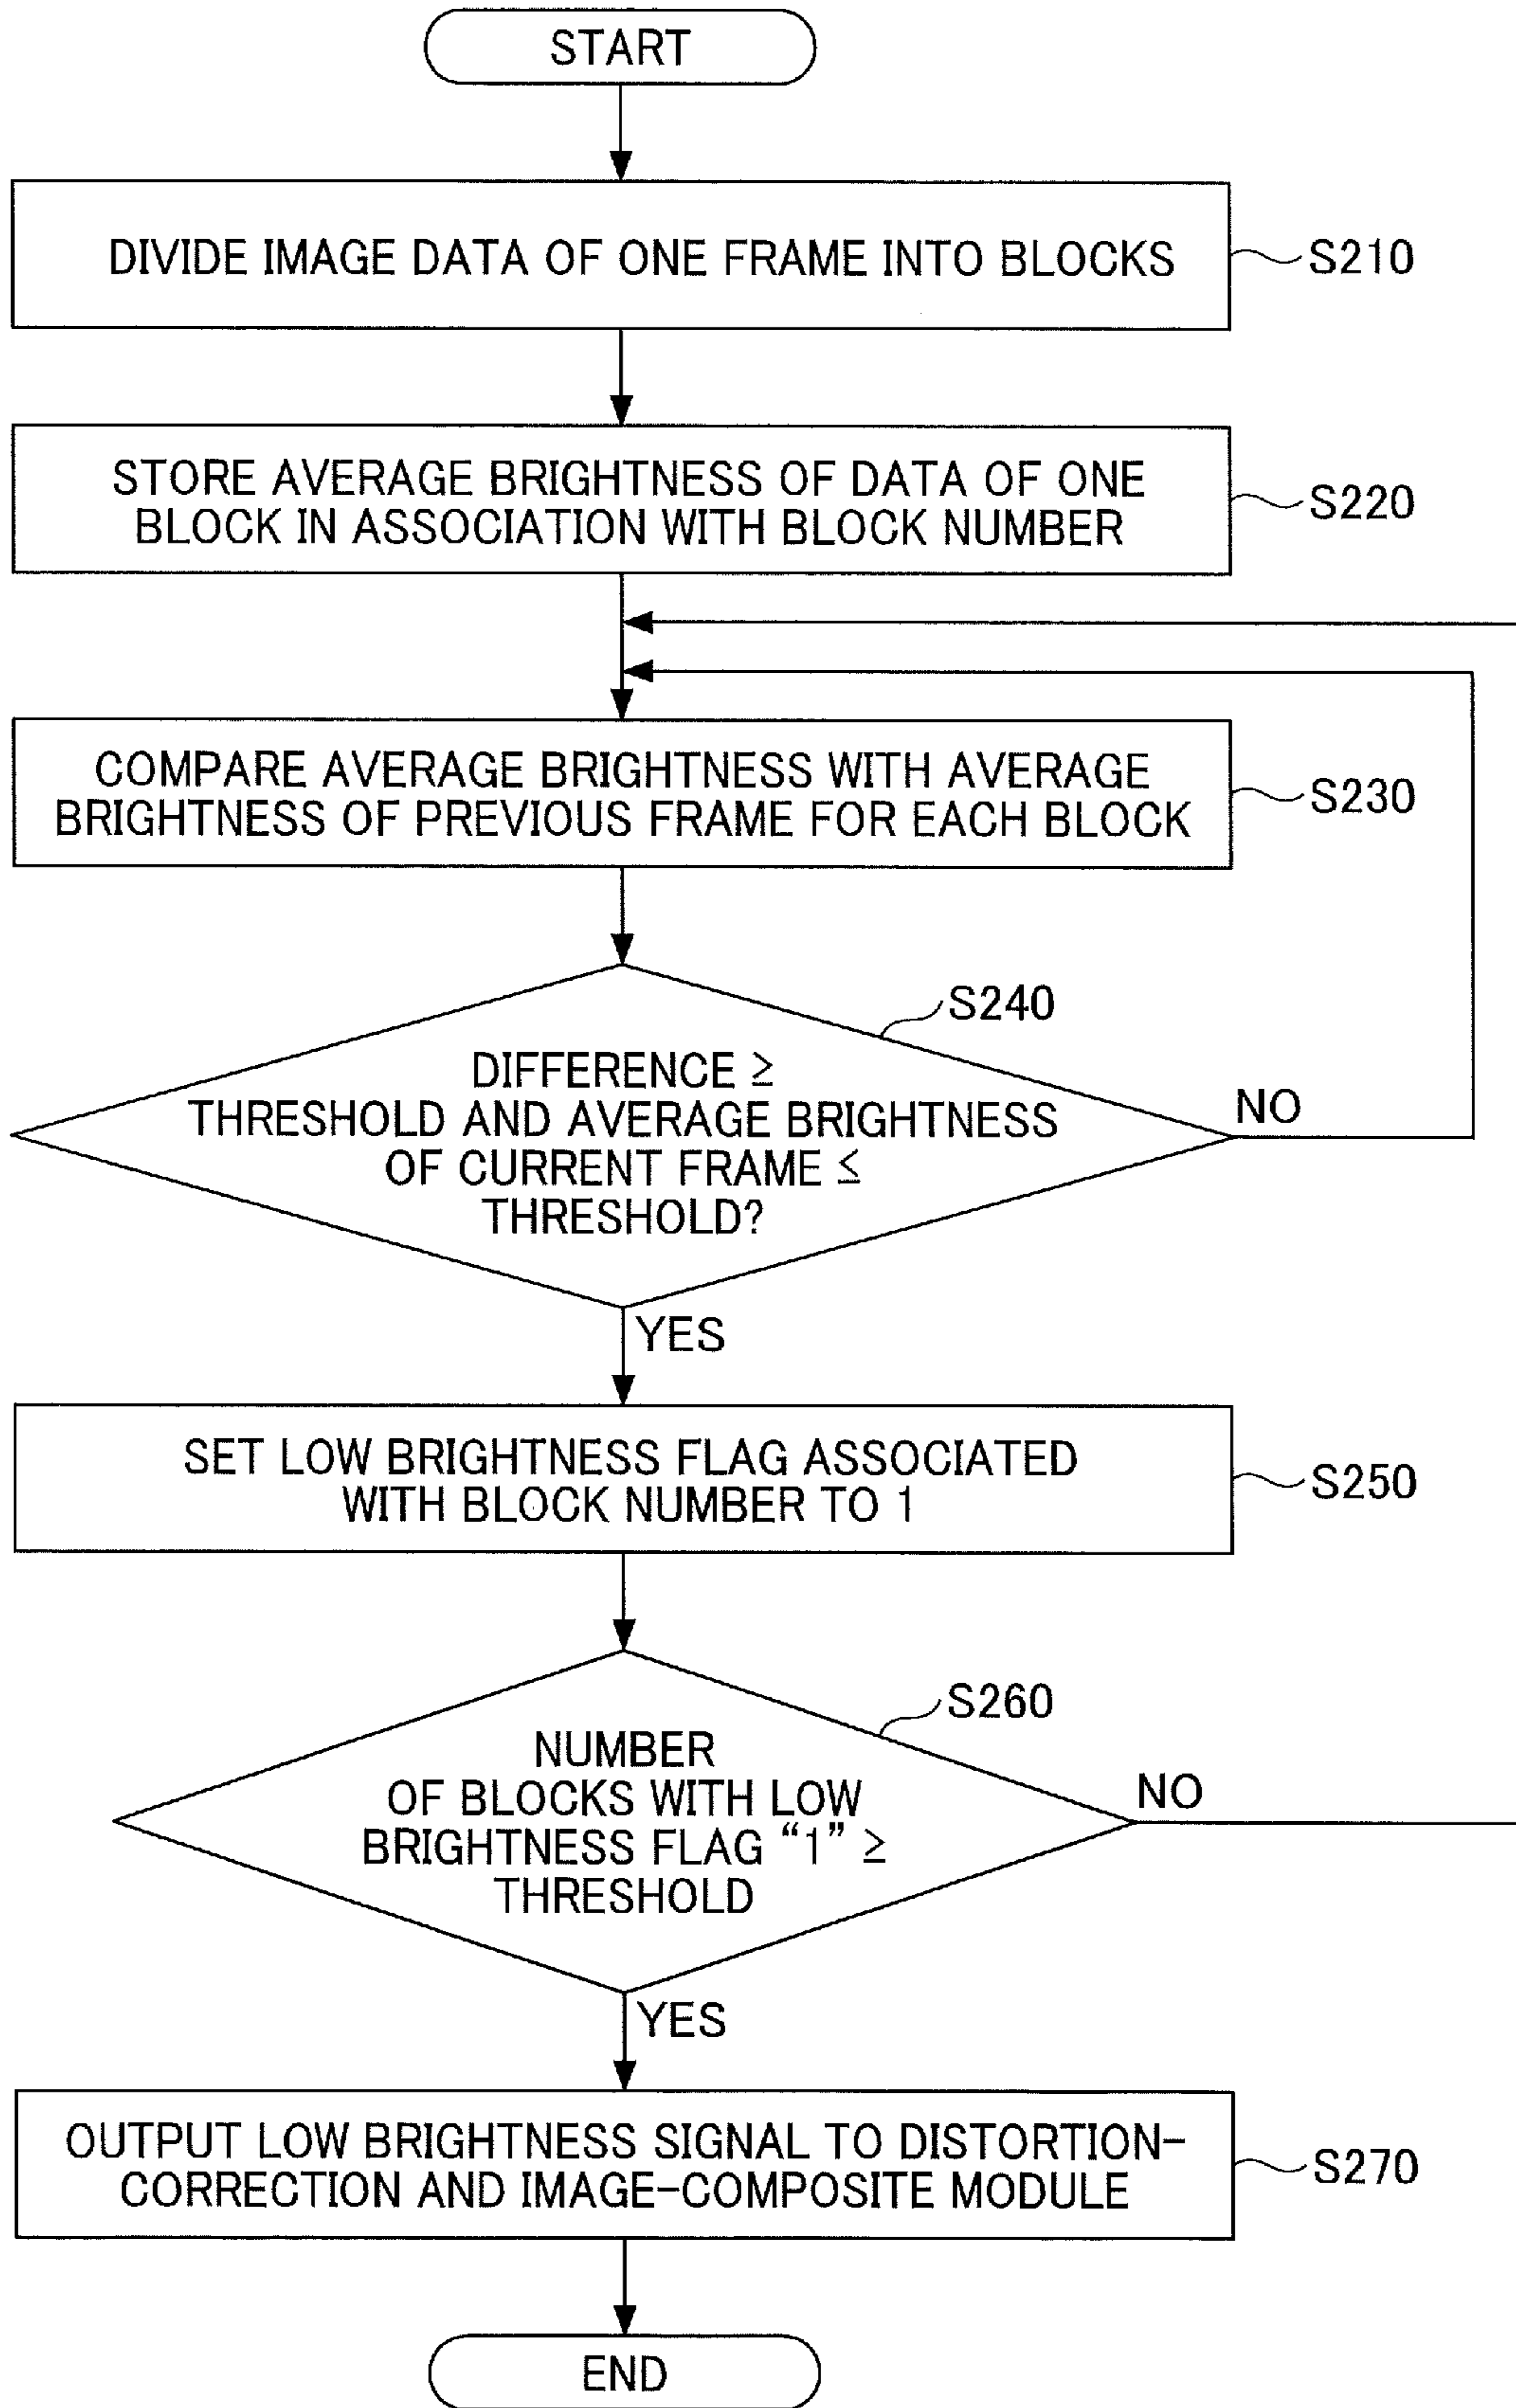 START
DIVIDE IMAGE DATA OF ONE FRAME INTO BLOCKS
S210
STORE AVERAGE BRIGHTNESS OF DATA OF ONE
BLOCK IN ASSOCIATION WITH BLOCK NUMBER
S220
COMPARE AVERAGE BRIGHTNESS WITH AVERAGE
BRIGHTNESS OF PREVIOUS FRAME FOR EACH BLOCK
S230
S240
DIFFERENCE ≥
THRESHOLD AND AVERAGE BRIGHTNESS
OF CURRENT FRAME ≤
THRESHOLD?
NO
YES
SET LOW BRIGHTNESS FLAG ASSOCIATED
WITH BLOCK NUMBER TO 1
S250
S260
NUMBER
OF BLOCKS WITH LOW
BRIGHTNESS FLAG “1” ≥
THRESHOLD
NO
YES
OUTPUT LOW BRIGHTNESS SIGNAL TO DISTORTION-
CORRECTION AND IMAGE-COMPOSITE MODULE
S270
END